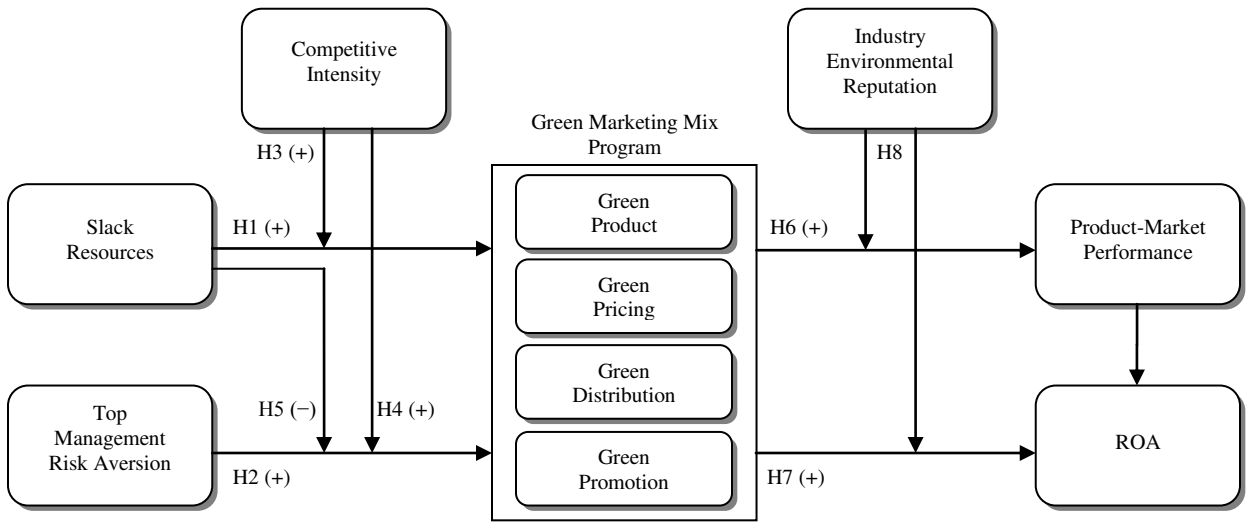 Competitive
Intensity
Industry
Environmental
Reputation
Green Marketing Mix
Program
H3 (+)
H8
Slack
Resources
H1 (+)
Green
Product
H6 (+)
Product-Market
Performance
Green
Pricing
Green
Distribution
H5 (−)
H4 (+)
Top
Management
Risk Aversion
H2 (+)
Green
Promotion
H7 (+)
ROA